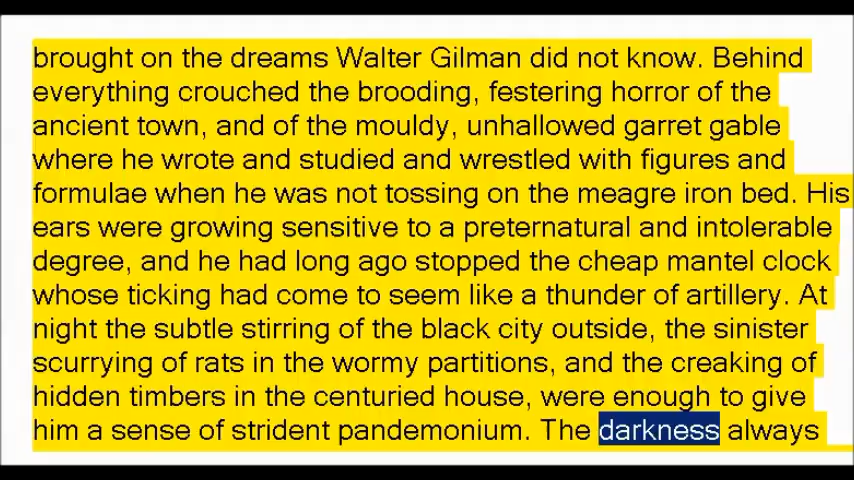 brought on the dreams Walter Gilman did not know. Behind
everything crouched the brooding, festering horror of the
ancient town, and of the mouldy, unhallowed garret gable
where he wrote and studied and wrestled with figures and
formulae when he was not tossing on the meagre iron bed. His
ears were growing sensitive to a preternatural and intolerable
degree, and he had long ago stopped the cheap mantel clock
whose ticking had come to seem like a thunder of artillery. At
night the subtle stirring of the black city outside, the sinister
scurrying of rats in the wormy partitions, and the creaking of
hidden timbers in the centuried house, were enough to give
him a sense of strident pandemonium. The darkness always